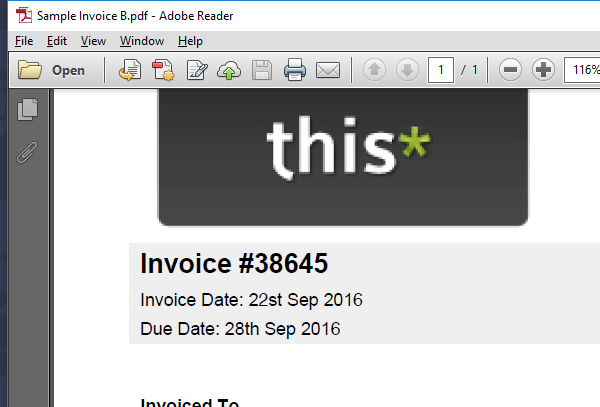 Sample Invoice B.pdf - Adobe Reader
File Edit View Window Help
Open 1 / 1 116%
this*
Invoice #38645
Invoice Date: 22st Sep 2016
Due Date: 28th Sep 2016
Invoiced To